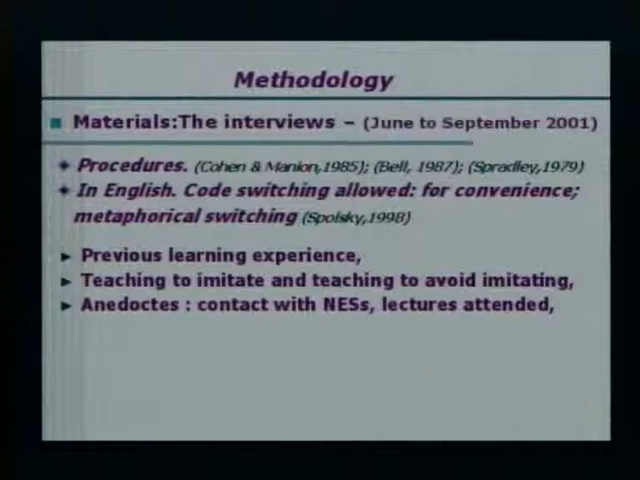 Methodology
Materials:The interviews – (June to September 2001)
Procedures. (Cohen & Manion,1985); (Bell, 1987); (Spradley,1979)
In English. Code switching allowed: for convenience;
metaphorical switching (Spolsky,1998)
Previous learning experience,
Teaching to imitate and teaching to avoid imitating,
Anedoctes : contact with NESs, lectures attended,